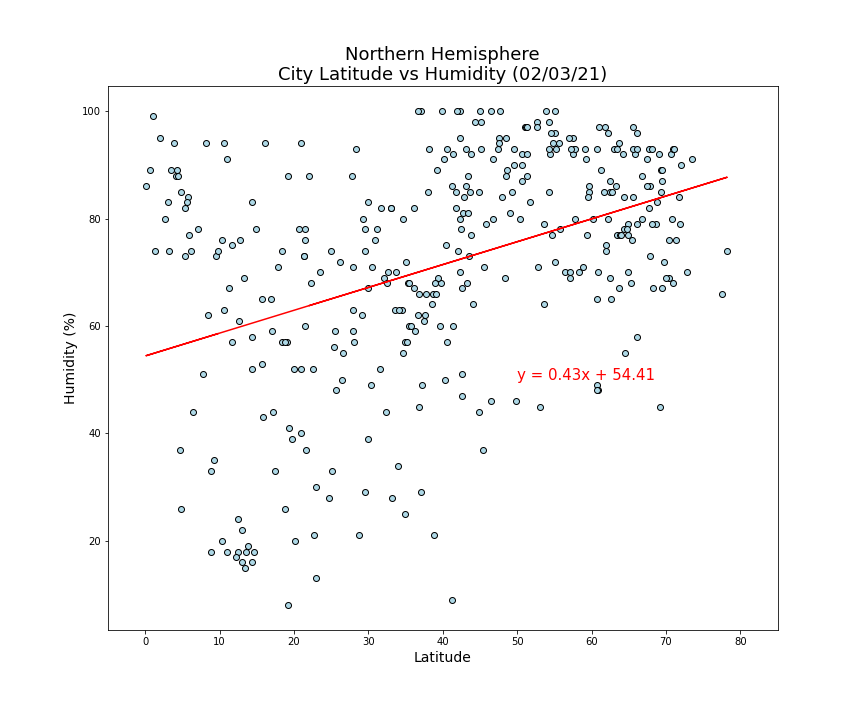 Northern Hemisphere
City Latitude vs Humidity (02/03/21)
100
80
60
40
20
Humidity (%)
y = 0.43x + 54.41
0 10 20 30 40 50 60 70 80
Latitude